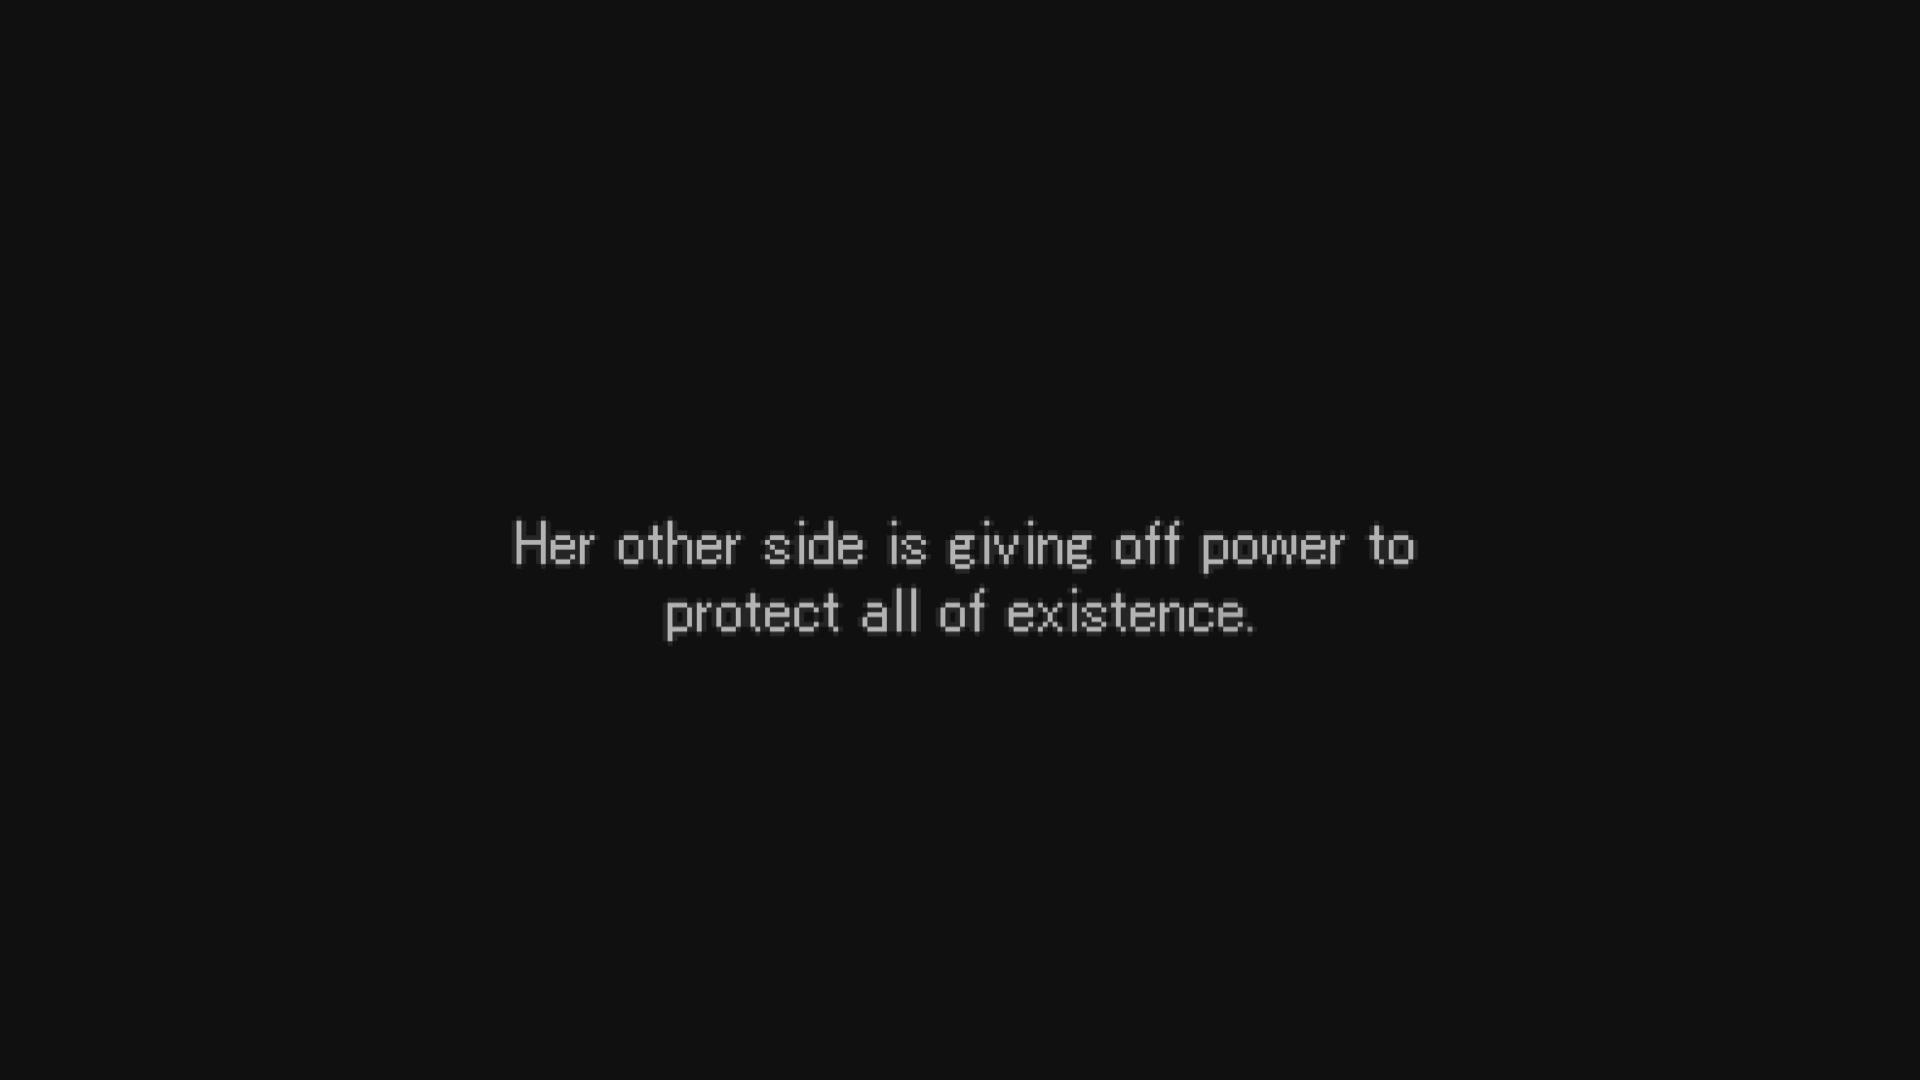 Her other side is giving off power to
protect all of existence.